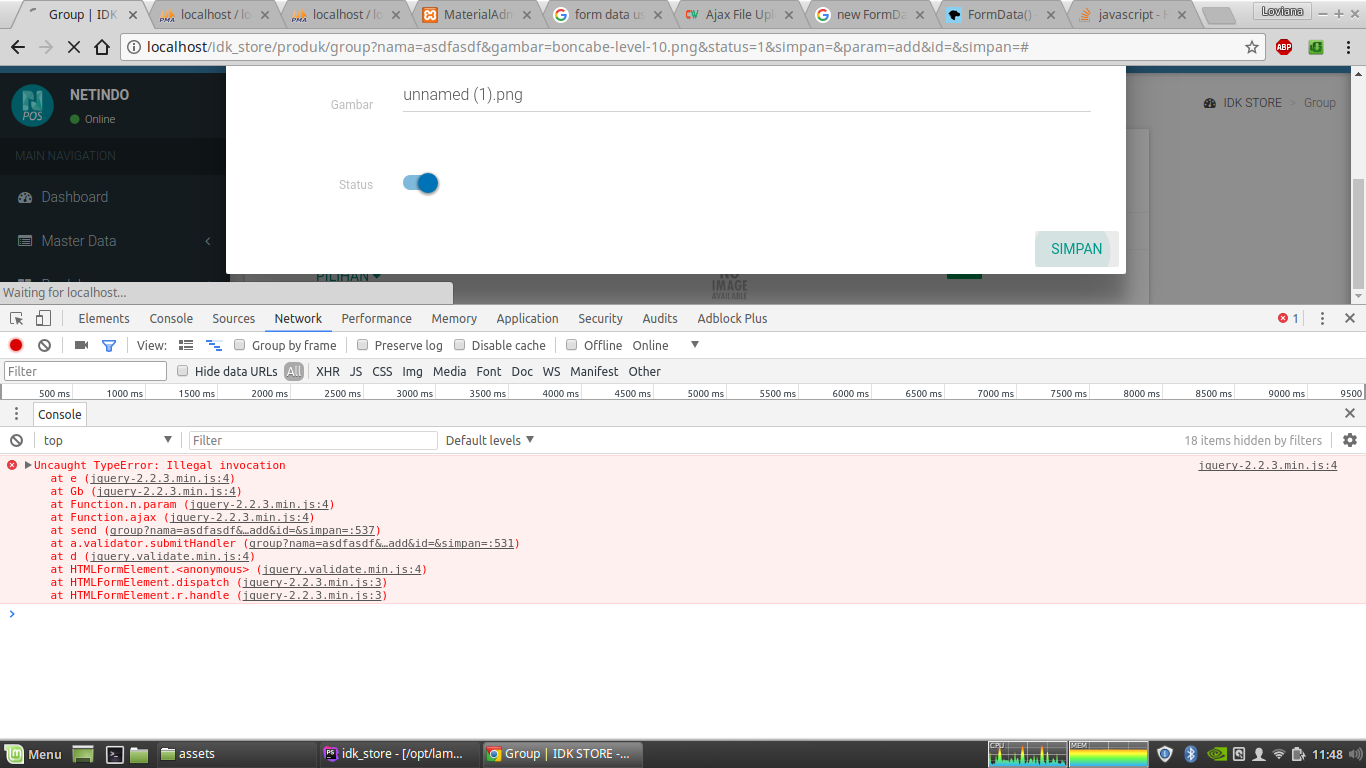 Group | IDK
localhost / lo
localhost / lo
MaterialAdm
form data us
Ajax File Upl
new FormDa
FormData() -
javascript - H
Loviana
localhost/idk_store/produk/group?nama=asdfasdf&gambar=boncabe-level-10.png&status=1&simpan=&param=add&id=&simpan=#
ABP
N
POS
NETINDO
Online
MAIN NAVIGATION
Dashboard
Master Data
Gambar
unnamed (1).png
Status
SIMPAN
IDK STORE > Group
PILIHAN
NO
IMAGE
AVAILABLE
Waiting for localhost...
Elements Console Sources Network Performance Memory Application Security Audits Adblock Plus
1
View: Group by frame Preserve log Disable cache Offline Online
Filter Hide data URLs All XHR JS CSS Img Media Font Doc WS Manifest Other
500 ms 1000 ms 1500 ms 2000 ms 2500 ms 3000 ms 3500 ms 4000 ms 4500 ms 5000 ms 5500 ms 6000 ms 6500 ms 7000 ms 7500 ms 8000 ms 8500 ms 9000 ms 9500
Console
top Filter Default levels 18 items hidden by filters
Uncaught TypeError: Illegal invocation jquery-2.2.3.min.js:4
at e (jquery-2.2.3.min.js:4)
at Gb (jquery-2.2.3.min.js:4)
at Function.n.param (jquery-2.2.3.min.js:4)
at Function.ajax (jquery-2.2.3.min.js:4)
at send (group?nama=asdfasdf&…add&id=&simpan=:537)
at a.validator.submitHandler (group?nama=asdfasdf&…add&id=&simpan=:531)
at d (jquery.validate.min.js:4)
at HTMLFormElement.<anonymous> (jquery.validate.min.js:4)
at HTMLFormElement.dispatch (jquery-2.2.3.min.js:3)
at HTMLFormElement.r.handle (jquery-2.2.3.min.js:3)
Menu
assets
idk_store - [/opt/lam...
Group | IDK STORE -...
CPU
MEM
11:48